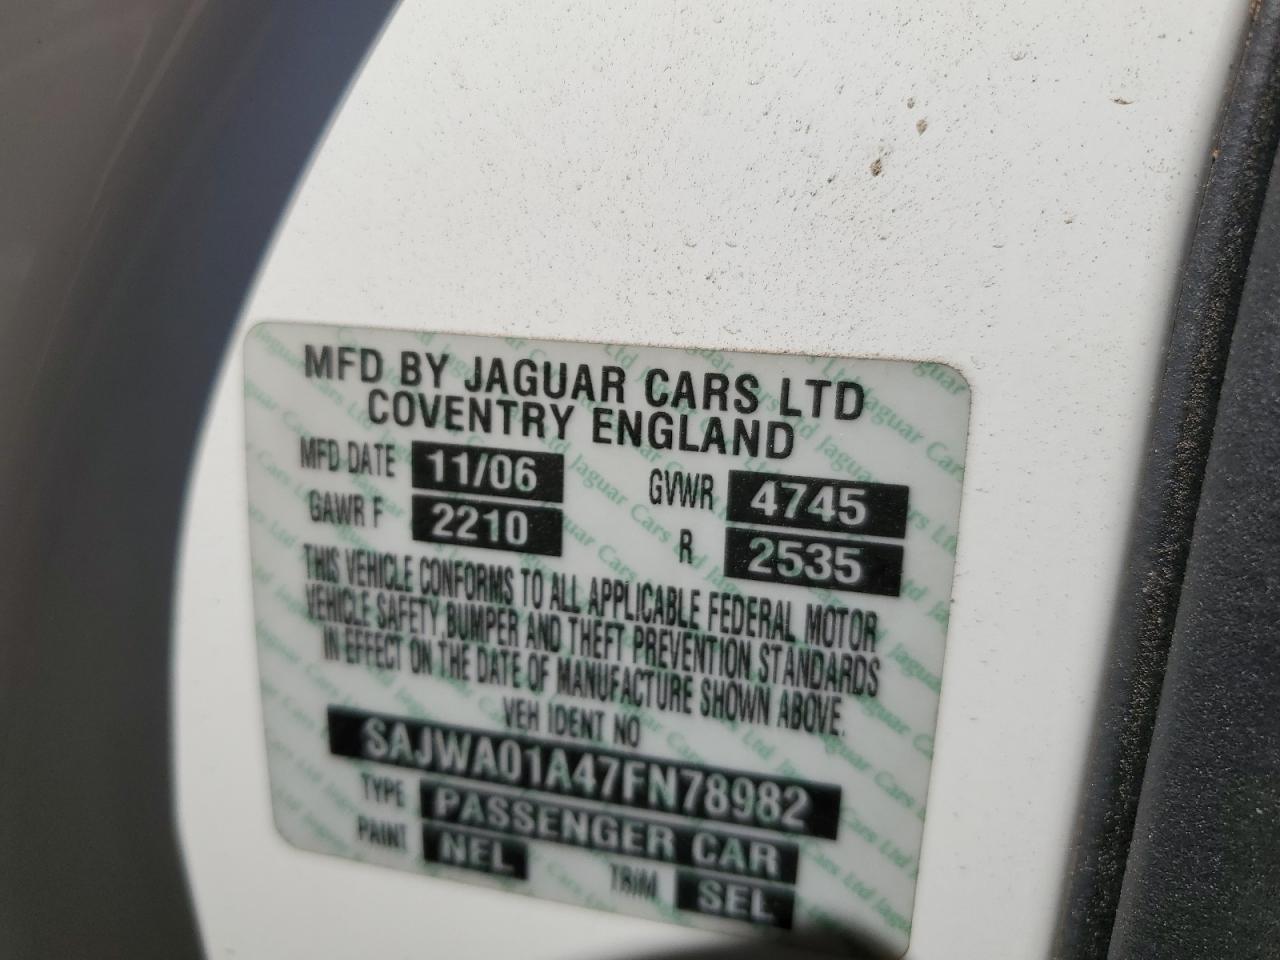 MFD BY JAGUAR CARS LTD
COVENTRY ENGLAND
MFD DATE 11/06 GVWR 4745
GAWR F 2210 R 2535
THIS VEHICLE CONFORMS TO ALL APPLICABLE FEDERAL MOTOR
VEHICLE SAFETY, BUMPER AND THEFT PREVENTION STANDARDS
IN EFFECT ON THE DATE OF MANUFACTURE SHOWN ABOVE.
VEH IDENT NO
SAJWA01A47FN78982
TYPE PASSENGER CAR
PAINT NEL TRIM SEL